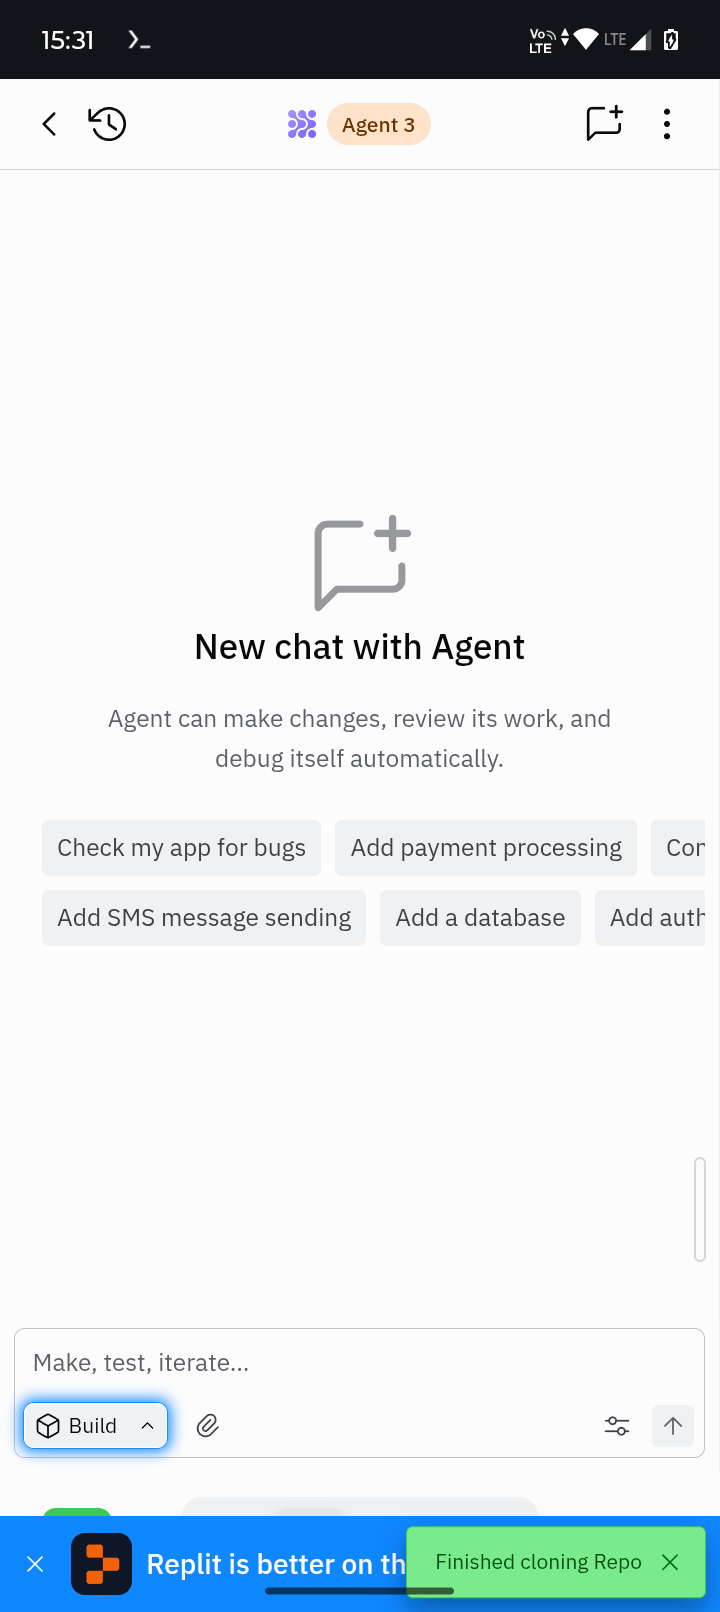 15:31
Vo LTE
LTE
Agent 3
New chat with Agent
Agent can make changes, review its work, and
debug itself automatically.
Check my app for bugs
Add payment processing
Add SMS message sending
Add a database
Add auth
Make, test, iterate...
Build
Replit is better on th
Finished cloning Repo